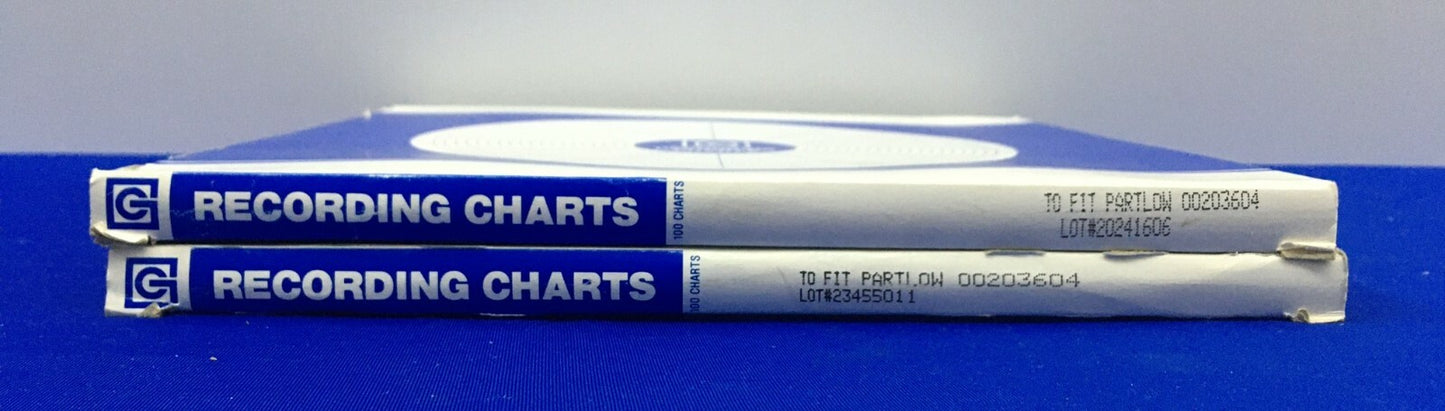 RECORDING CHARTS
100 CHARTS
TO FIT PARTLOW 00203604
LOT#20241606
RECORDING CHARTS
100 CHARTS
TO FIT PARTLOW 00203604
LOT#23455011